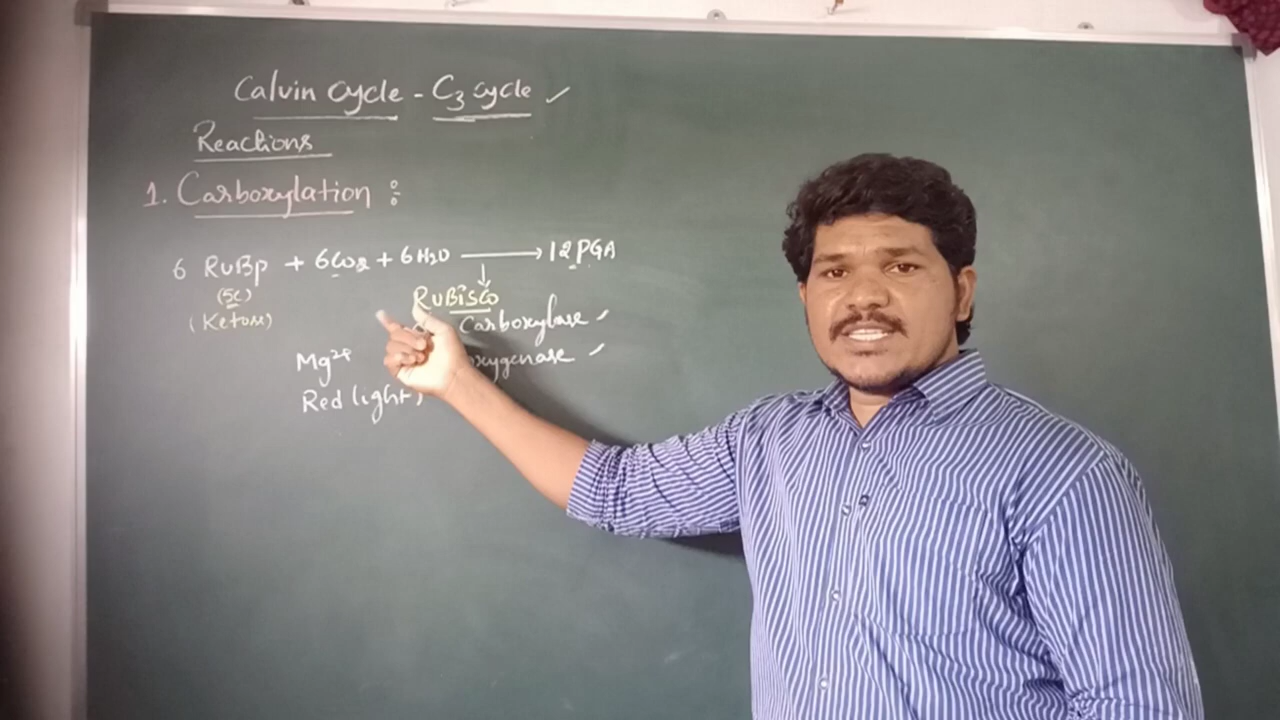 Calvin cycle - C3 cycle ✓
Reactions
1. Carboxylation :
6 RuBp + 6CO2 + 6H2O ⟶ 12 PGA
(5C) ↓ RUBISCO
(Ketose) Carboxylase ✓
Mg2+ oxygenase ✓
Red light,